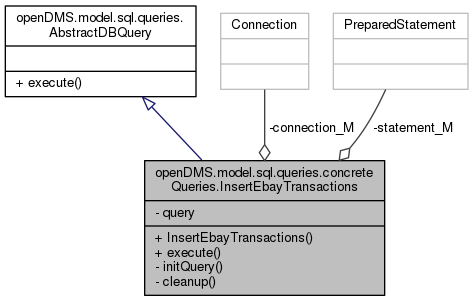 openDMS.model.sql.queries.
AbstractDBQuery
+ execute()
Connection
PreparedStatement
-connection_M
-statement_M
openDMS.model.sql.queries.concrete
Queries.InsertEbayTransactions
- query
+ InsertEbayTransactions()
+ execute()
- initQuery()
- cleanup()